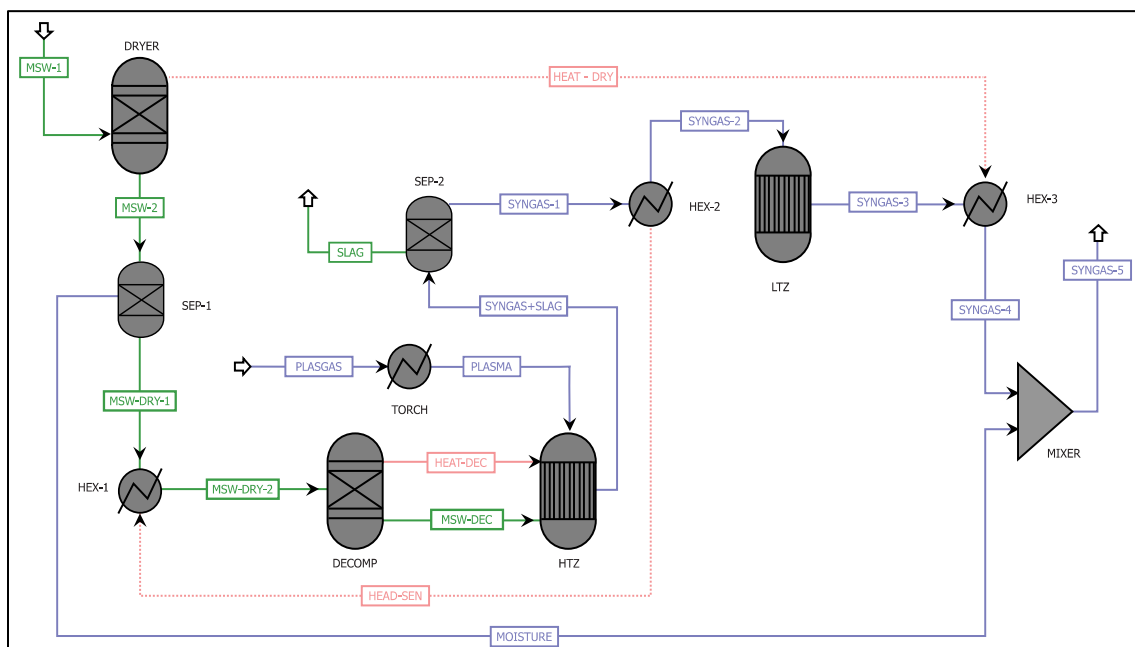 DRYER
MSW-1
HEAT - DRY
SYNGAS-2
SEP-2
MSW-2
SYNGAS-1
HEX-2
SYNGAS-3
HEX-3
SLAG
SYNGAS-5
LTZ
SEP-1
SYNGAS+SLAG
SYNGAS-4
PLASGAS
PLASMA
MSW-DRY-1
TORCH
MIXER
HEAT-DEC
HEX-1
MSW-DRY-2
MSW-DEC
DECOMP
HTZ
HEAD-SEN
MOISTURE